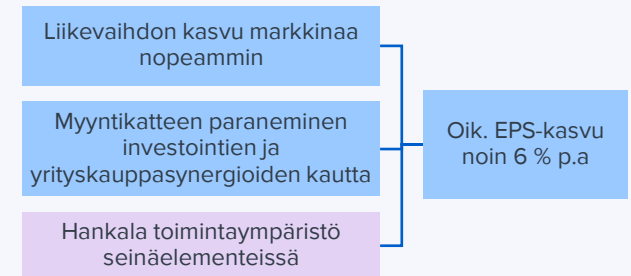 Liikevaihdon kasvu markkinaa
nopeammin
Myyntikatteen paraneminen
investointien ja
yrityskauppasynergioiden kautta
Hankala toimintaympäristö
seinäelementeissä
Oik. EPS-kasvu
noin 6 % p.a